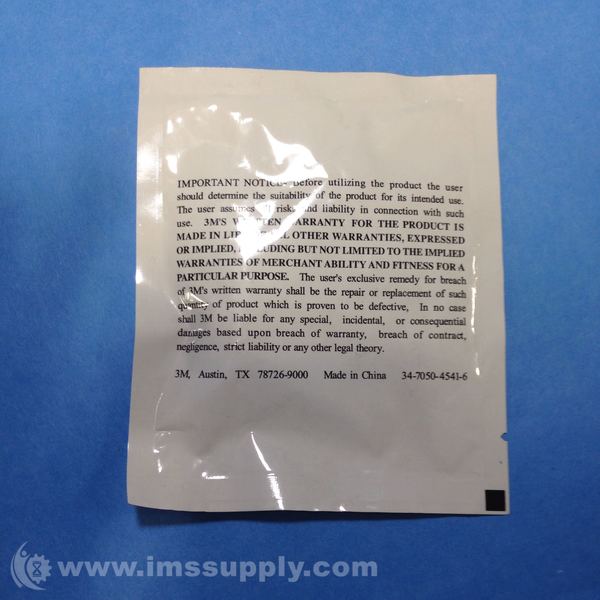 IMPORTANT NOTICE: Before utilizing the product the user
should determine the suitability of the product for its intended use.
The user assumes risks and liability in connection with such
use. 3M'S WARRANTY FOR THE PRODUCT IS
MADE IN ALL OTHER WARRANTIES, EXPRESSED
OR IMPLIED, INCLUDING BUT NOT LIMITED TO THE IMPLIED
WARRANTIES OF MERCHANT ABILITY AND FITNESS FOR A
PARTICULAR PURPOSE. The user's exclusive remedy for breach
of 3M's written warranty shall be the repair or replacement of such
quantity of product which is proven to be defective, In no case
shall 3M be liable for any special, incidental, or consequential
damages based upon breach of warranty, breach of contract,
negligence, strict liability or any other legal theory.
3M, Austin, TX 78726-9000 Made in China 34-7050-4541-6
www.imssupply.com